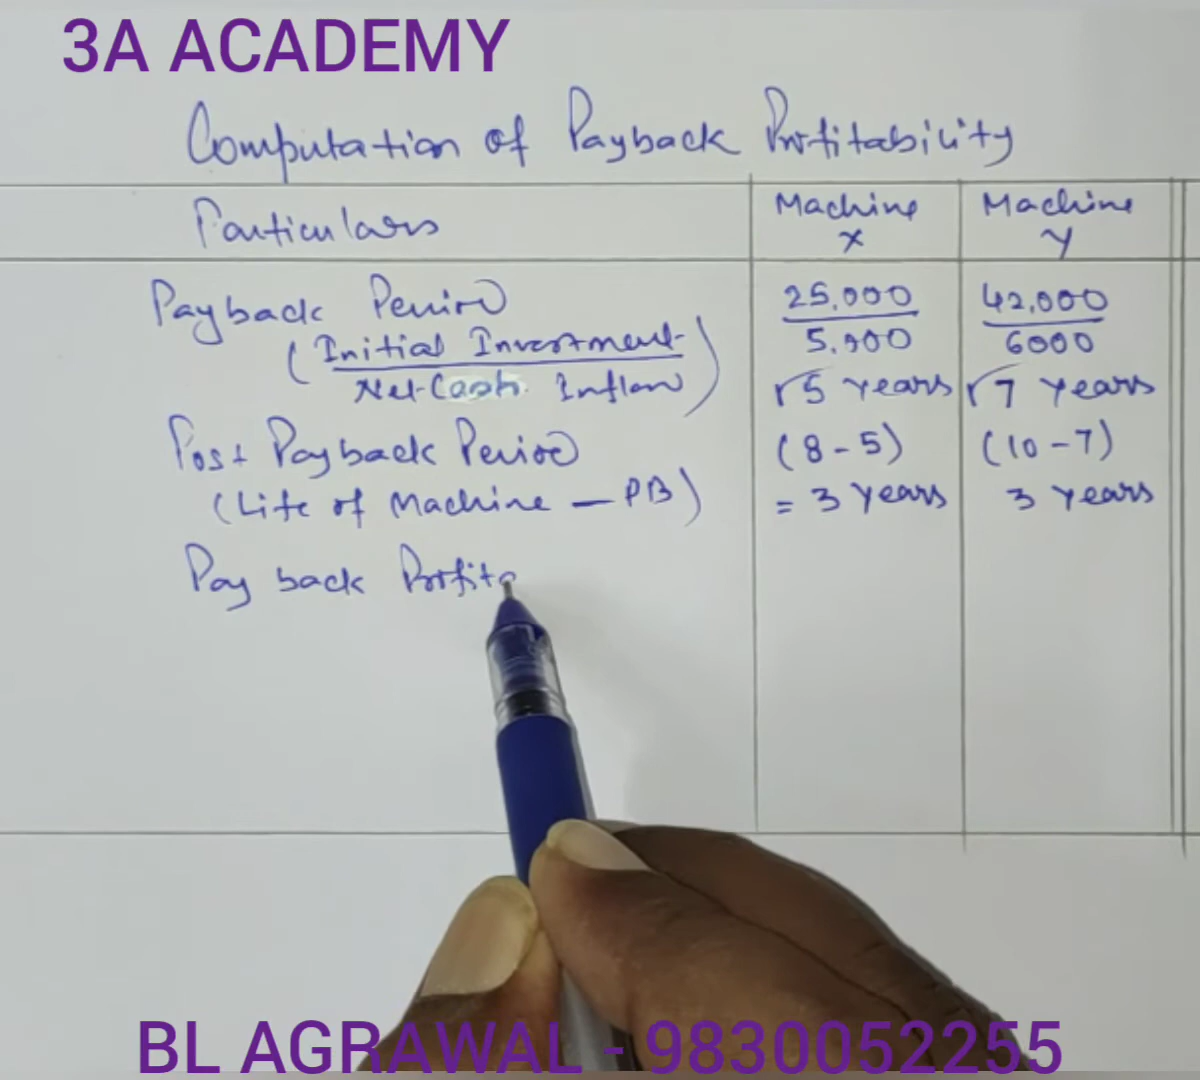 3A ACADEMY
Computation of Payback Profitability
Particulars Machine X Machine Y
Payback Period 25,000 42,000
( Initial Investment 5,000 6000
Net Cash Inflow ) 5 years 7 years
Post Payback Period (8-5) (10-7)
(Life of Machine - PB) = 3 years 3 years
Pay back Profita
BL AGRAWAL - 9830052255